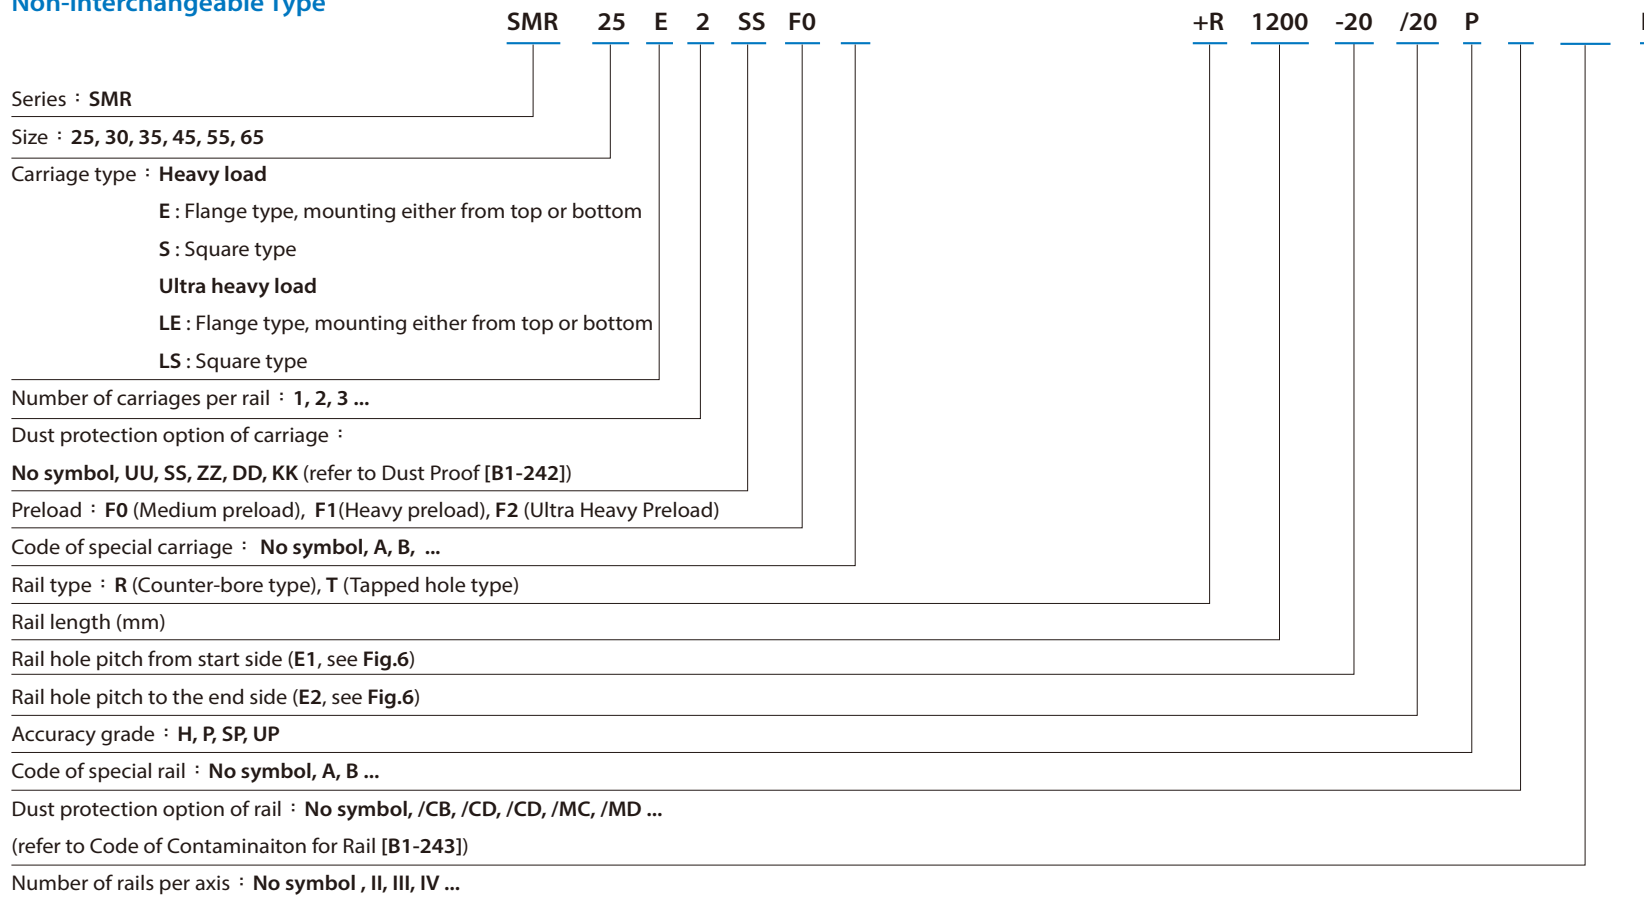 Non-Interchangeable Type
SMR 25 E 2 SS F0 +R 1200 -20 /20 P
Series : SMR
Size : 25, 30, 35, 45, 55, 65
Carriage type : Heavy load
E : Flange type, mounting either from top or bottom
S : Square type
Ultra heavy load
LE : Flange type, mounting either from top or bottom
LS : Square type
Number of carriages per rail : 1, 2, 3 ...
Dust protection option of carriage :
No symbol, UU, SS, ZZ, DD, KK (refer to Dust Proof [B1-242])
Preload : F0 (Medium preload), F1(Heavy preload), F2 (Ultra Heavy Preload)
Code of special carriage : No symbol, A, B, ...
Rail type : R (Counter-bore type), T (Tapped hole type)
Rail length (mm)
Rail hole pitch from start side (E1, see Fig.6)
Rail hole pitch to the end side (E2, see Fig.6)
Accuracy grade : H, P, SP, UP
Code of special rail : No symbol, A, B ...
Dust protection option of rail : No symbol, /CB, /CD, /CD, /MC, /MD ...
(refer to Code of Contaminaiton for Rail [B1-243])
Number of rails per axis : No symbol , II, III, IV ...